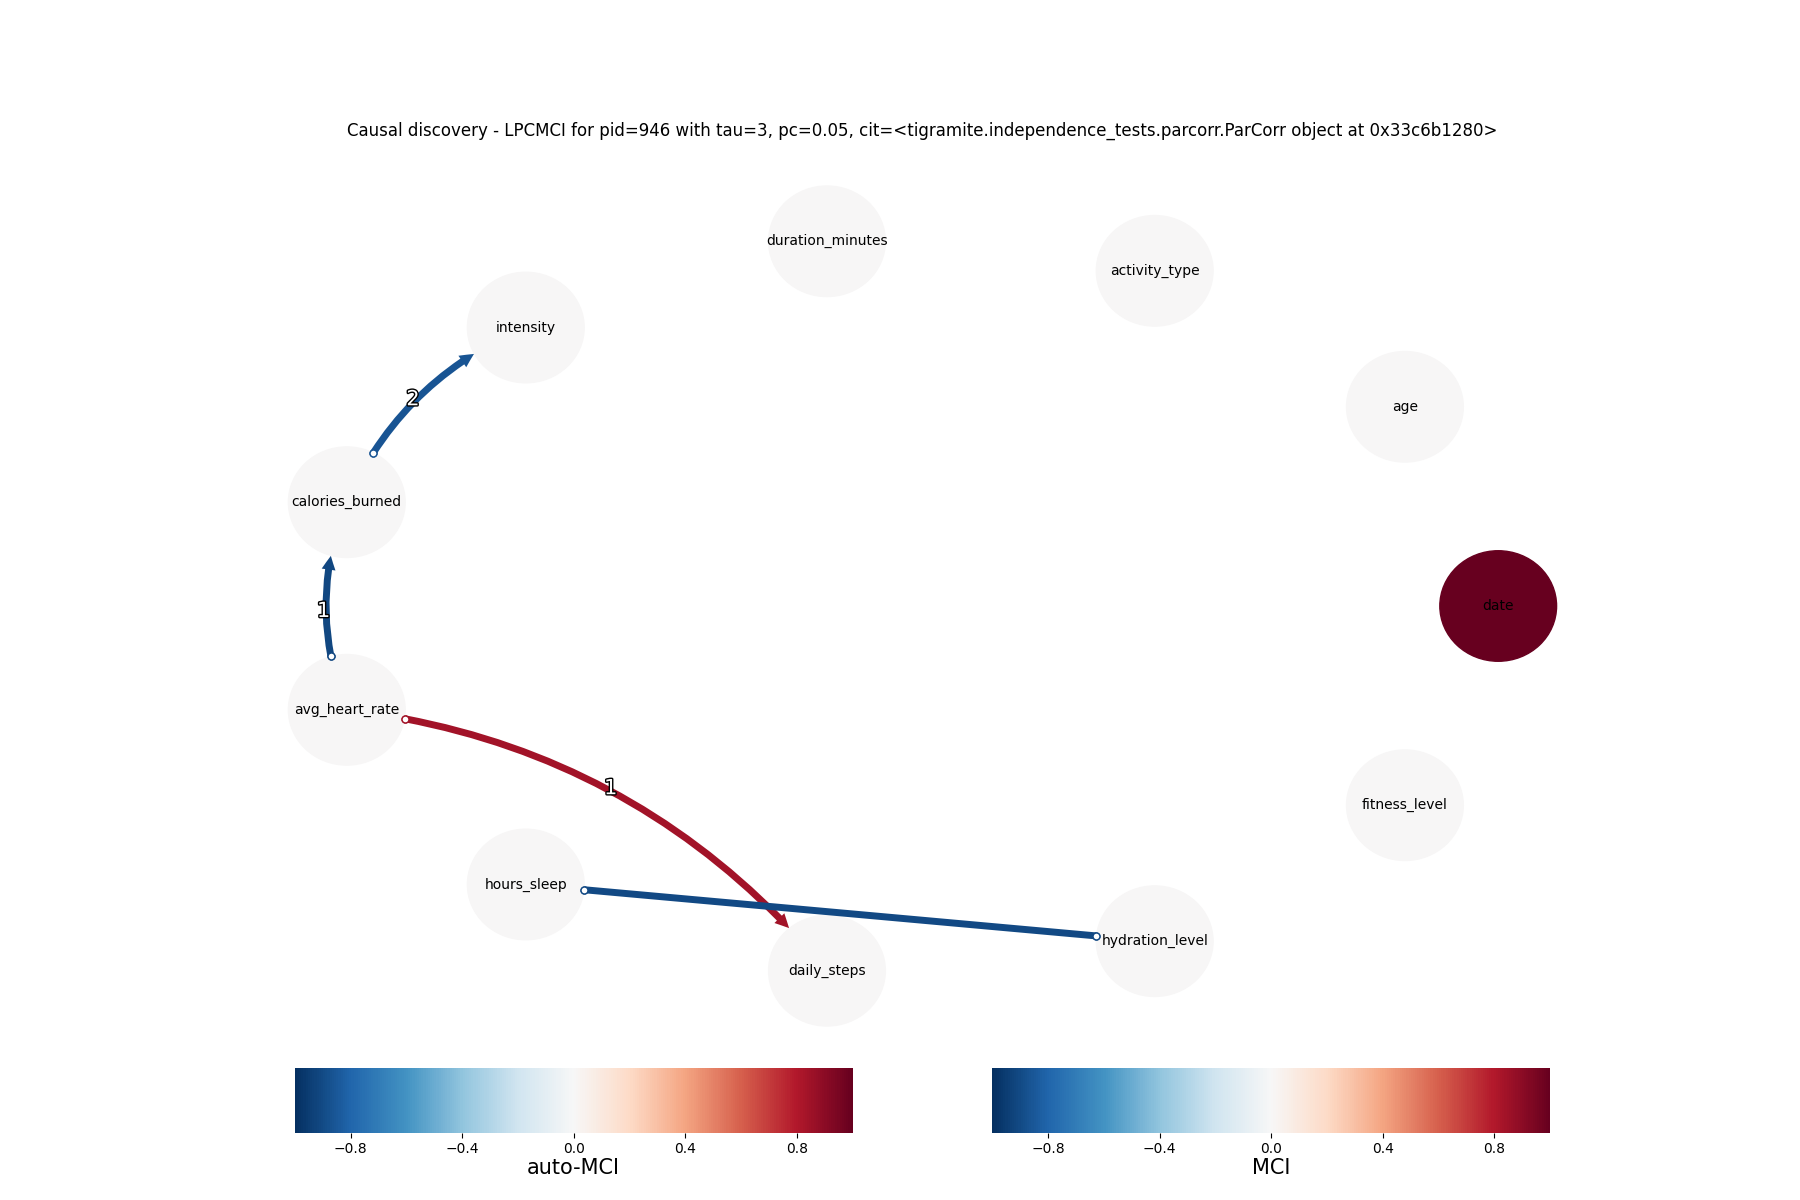 Causal discovery - LPCMCI for pid=946 with tau=3, pc=0.05, cit=<tigramite.independence_tests.parcorr.ParCorr object at 0x33c6b1280>
duration_minutes
activity_type
intensity
age
2
calories_burned
date
1
avg_heart_rate
1
fitness_level
hours_sleep
hydration_level
daily_steps
−0.8 −0.4 0.0 0.4 0.8
auto-MCI
−0.8 −0.4 0.0 0.4 0.8
MCI